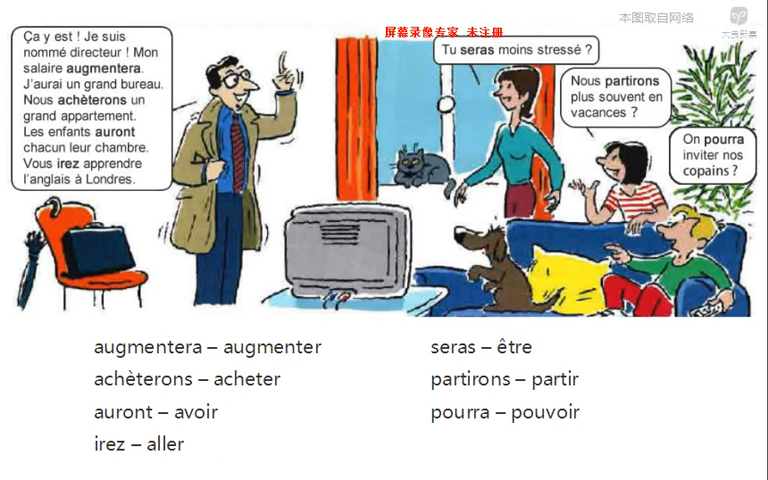 本图取自网络
大良新素
屏幕录像专家 未注册
Ça y est ! Je suis
nommé directeur ! Mon
salaire augmentera.
J'aurai un grand bureau.
Nous achèterons un
grand appartement.
Les enfants auront
chacun leur chambre.
Vous irez apprendre
l'anglais à Londres.
Tu seras moins stressé ?
Nous partirons
plus souvent en
vacances ?
On pourra
inviter nos
copains ?
augmentera – augmenter
achèterons – acheter
auront – avoir
irez – aller
seras – être
partirons – partir
pourra – pouvoir